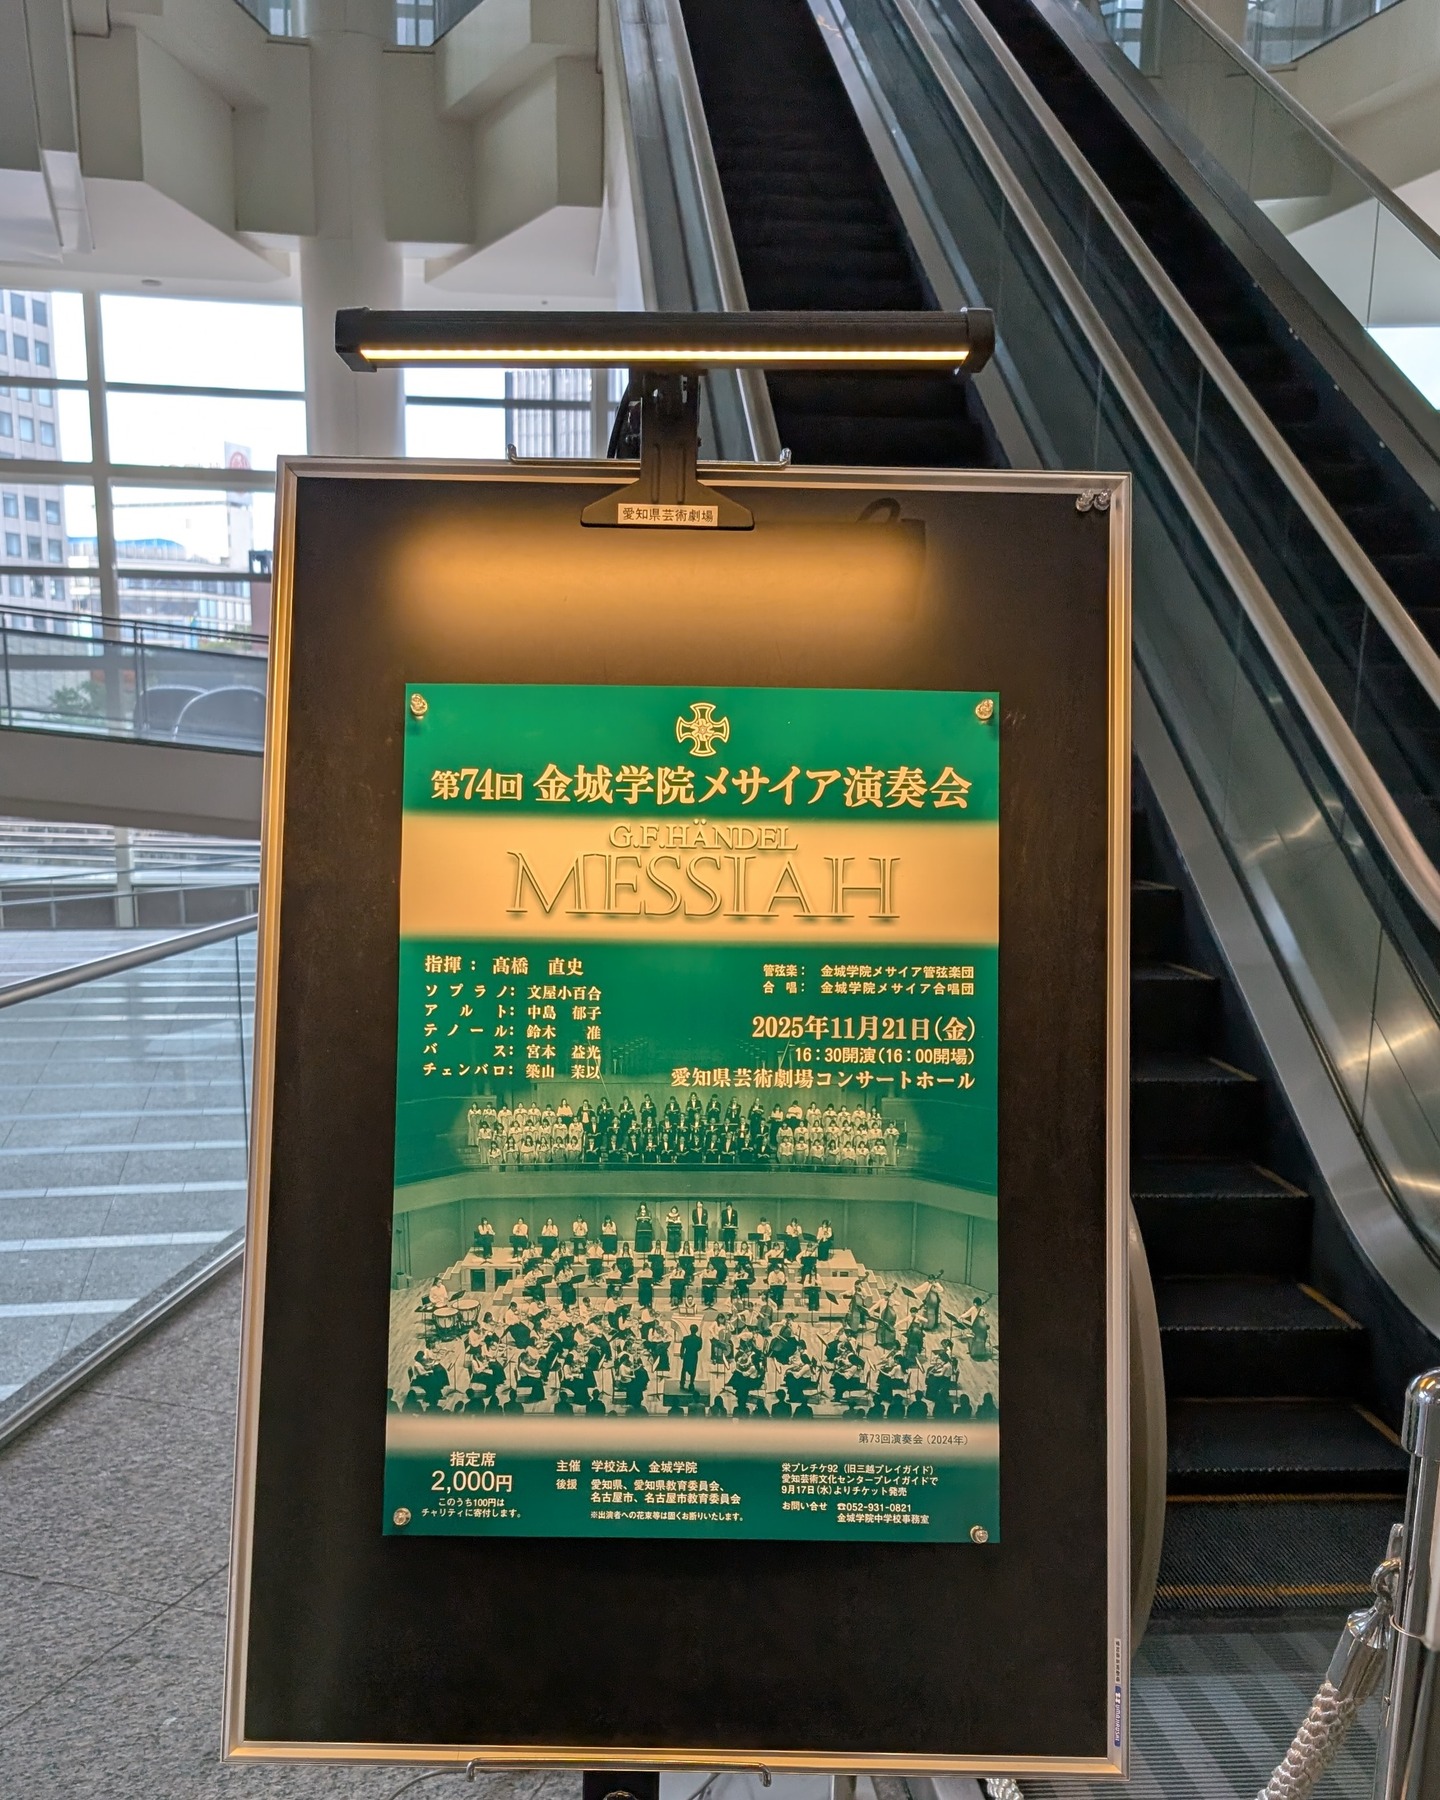 愛知県芸術劇場
第74回 金城学院メサイア演奏会
G.F.HÄNDEL
MESSIAH
指揮： 髙橋 直史
ソプラノ： 文屋小百合
アルト： 中島 郁子
テノール： 鈴木 准
バス： 宮本 益光
チェンバロ： 築山 茉以
管弦楽： 金城学院メサイア管弦楽団
合唱： 金城学院メサイア合唱団
2025年11月21日(金)
16：30開演(16：00開場)
愛知県芸術劇場コンサートホール
第73回演奏会（2024年）
指定席
2,000円
このうち100円は
チャリティに寄付します。
主催 学校法人 金城学院
後援 愛知県、愛知県教育委員会、
名古屋市、名古屋市教育委員会
※出演者への花束等は固くお断りいたします。
栄プレチケ92（旧三越プレイガイド）
愛知芸術文化センタープレイガイドで
9月17日(水)よりチケット発売
お問い合せ ☎052-931-0821
金城学院中学校事務室